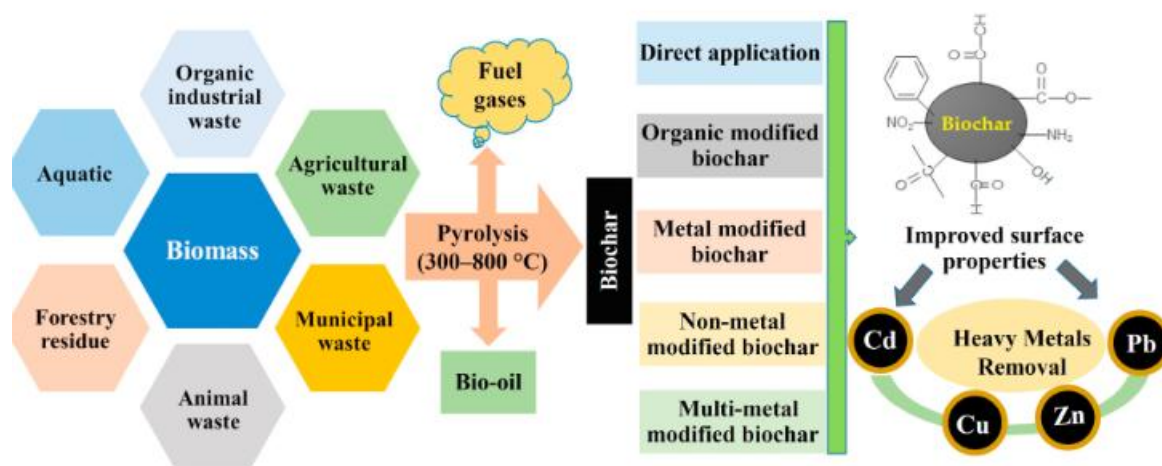 Organic
industrial
waste
Aquatic
Agricultural
waste
Biomass
Forestry
residue
Municipal
waste
Animal
waste
Fuel
gases
Pyrolysis
(300–800 °C)
Bio-oil
Biochar
Direct application
Organic modified
biochar
Metal modified
biochar
Non-metal
modified biochar
Multi-metal
modified biochar
H
O
O
C
O
C
O
NO₂
Biochar
NH₂
OH
O
C
O
C
O
H
Improved surface
properties
Cd
Heavy Metals
Removal
Pb
Cu
Zn